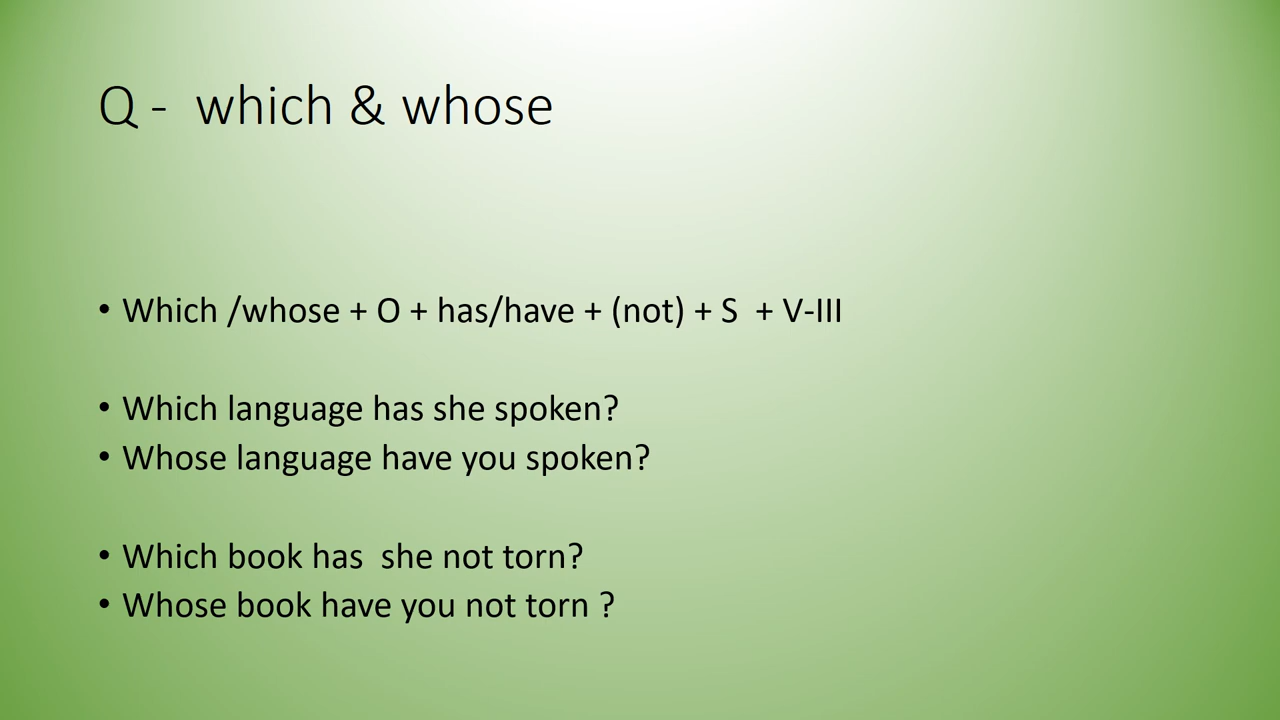 Q -  which & whose
• Which /whose + O + has/have + (not) + S  + V-III
• Which language has she spoken?
• Whose language have you spoken?
• Which book has  she not torn?
• Whose book have you not torn ?